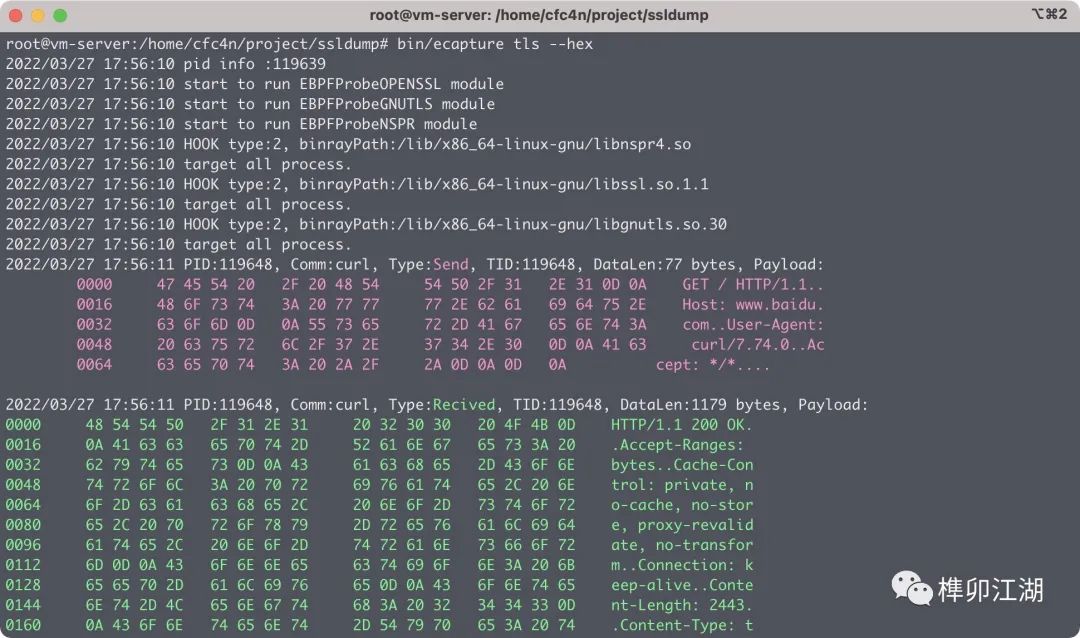 root@vm-server: /home/cfc4n/project/ssldump
⌥⌘2
root@vm-server:/home/cfc4n/project/ssldump# bin/ecapture tls --hex
2022/03/27 17:56:10 pid info :119639
2022/03/27 17:56:10 start to run EBPFProbeOPENSSL module
2022/03/27 17:56:10 start to run EBPFProbeGNUTLS module
2022/03/27 17:56:10 start to run EBPFProbeNSPR module
2022/03/27 17:56:10 HOOK type:2, binrayPath:/lib/x86_64-linux-gnu/libnspr4.so
2022/03/27 17:56:10 target all process.
2022/03/27 17:56:10 HOOK type:2, binrayPath:/lib/x86_64-linux-gnu/libssl.so.1.1
2022/03/27 17:56:10 target all process.
2022/03/27 17:56:10 HOOK type:2, binrayPath:/lib/x86_64-linux-gnu/libgnutls.so.30
2022/03/27 17:56:10 target all process.
2022/03/27 17:56:11 PID:119648, Comm:curl, Type:Send, TID:119648, DataLen:77 bytes, Payload:
0000 47 45 54 20 2F 20 48 54 54 50 2F 31 2E 31 0D 0A GET / HTTP/1.1..
0016 48 6F 73 74 3A 20 77 77 77 2E 62 61 69 64 75 2E Host: www.baidu.
0032 63 6F 6D 0D 0A 55 73 65 72 2D 41 67 65 6E 74 3A com..User-Agent:
0048 20 63 75 72 6C 2F 37 2E 37 34 2E 30 0D 0A 41 63 curl/7.74.0..Ac
0064 63 65 70 74 3A 20 2A 2F 2A 0D 0A 0D 0A cept: */*....
2022/03/27 17:56:11 PID:119648, Comm:curl, Type:Recived, TID:119648, DataLen:1179 bytes, Payload:
0000 48 54 54 50 2F 31 2E 31 20 32 30 30 20 4F 4B 0D HTTP/1.1 200 OK.
0016 0A 41 63 63 65 70 74 2D 52 61 6E 67 65 73 3A 20 .Accept-Ranges:
0032 62 79 74 65 73 0D 0A 43 61 63 68 65 2D 43 6F 6E bytes..Cache-Con
0048 74 72 6F 6C 3A 20 70 72 69 76 61 74 65 2C 20 6E trol: private, n
0064 6F 2D 63 61 63 68 65 2C 20 6E 6F 2D 73 74 6F 72 o-cache, no-stor
0080 65 2C 20 70 72 6F 78 79 2D 72 65 76 61 6C 69 64 e, proxy-revalid
0096 61 74 65 2C 20 6E 6F 2D 74 72 61 6E 73 66 6F 72 ate, no-transfor
0112 6D 0D 0A 43 6F 6E 6E 65 63 74 69 6F 6E 3A 20 6B m..Connection: k
0128 65 65 70 2D 61 6C 69 76 65 0D 0A 43 6F 6E 74 65 eep-alive..Conte
0144 6E 74 2D 4C 65 6E 67 74 68 3A 20 32 34 34 33 0D nt-Length: 2443.
0160 0A 43 6F 6E 74 65 6E 74 2D 54 79 70 65 3A 20 74 .Content-Type: t
榫卯江湖